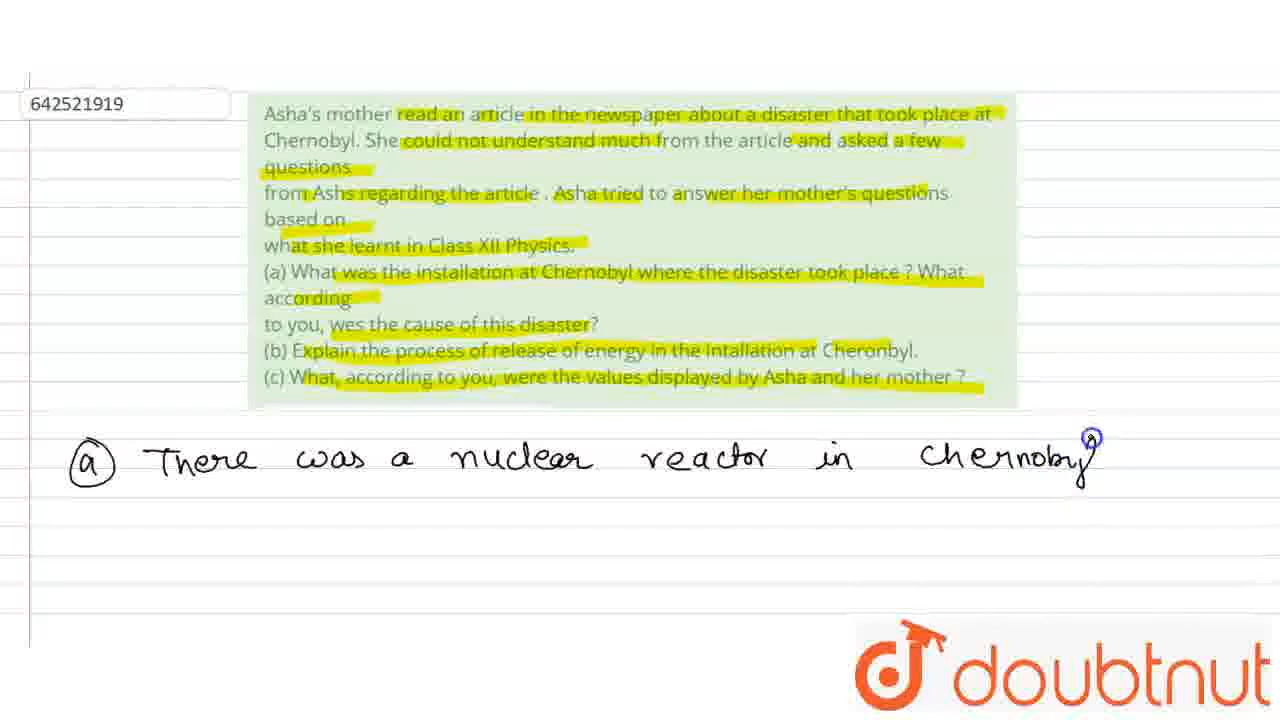 642521919
Asha's mother read an article in the newspaper about a disaster that took place at
Chernobyl. She could not understand much from the article and asked a few
questions
from Ashs regarding the article . Asha tried to answer her mother's questions
based on
what she learnt in Class XII Physics.
(a) What was the installation at Chernobyl where the disaster took place ? What
according
to you, wes the cause of this disaster?
(b) Explain the process of release of energy in the Intallation at Cheronbyl.
(c) What, according to you, were the values displayed by Asha and her mother ?
(a) There was a nuclear reactor in Chernobyl
doubtnut